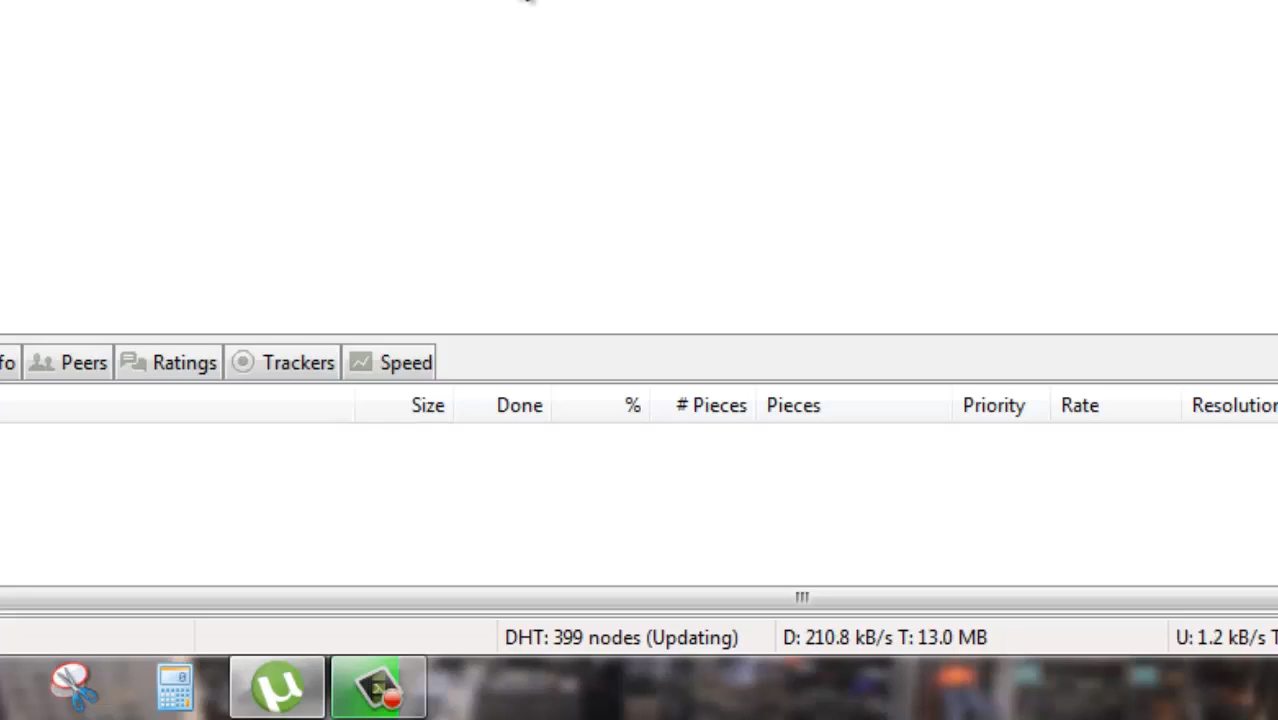 fo Peers Ratings Trackers Speed
Size Done % # Pieces Pieces Priority Rate Resolution
DHT: 399 nodes (Updating) D: 210.8 kB/s T: 13.0 MB U: 1.2 kB/s T